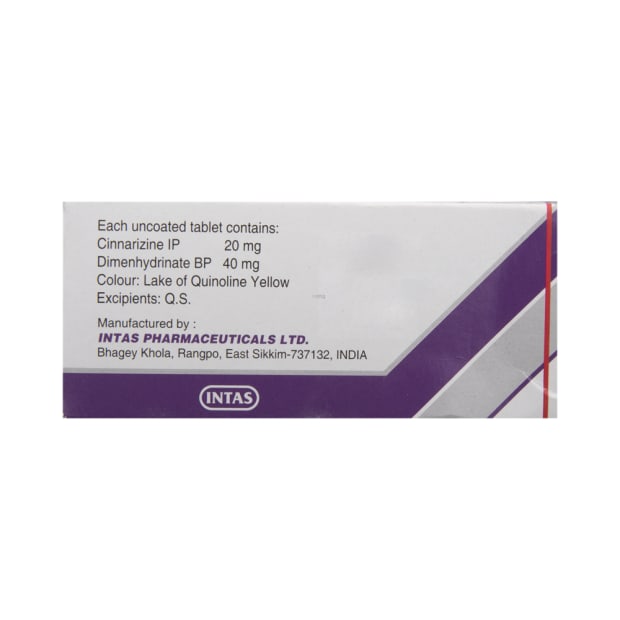 Each uncoated tablet contains:
Cinnarizine IP 20 mg
Dimenhydrinate BP 40 mg
Colour: Lake of Quinoline Yellow
Excipients: Q.S.
Manufactured by :
INTAS PHARMACEUTICALS LTD.
Bhagey Khola, Rangpo, East Sikkim-737132, INDIA
INTAS